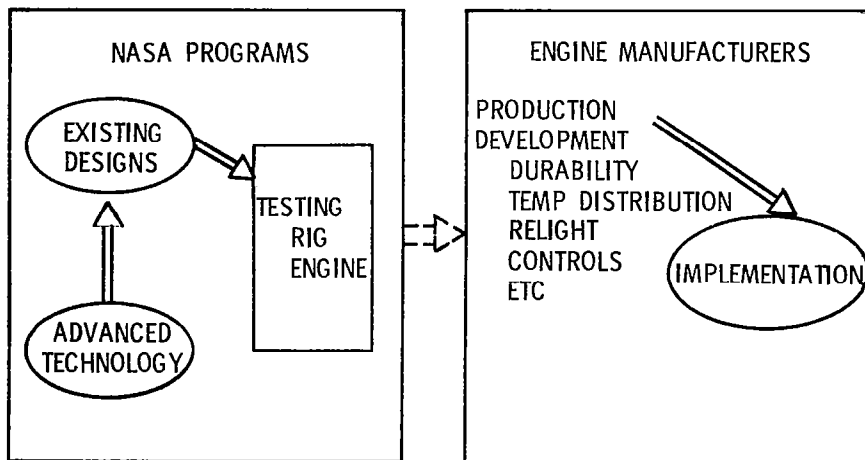 NASA PROGRAMS
EXISTING
DESIGNS
TESTING
RIG
ENGINE
ADVANCED
TECHNOLOGY
ENGINE MANUFACTURERS
PRODUCTION
DEVELOPMENT
DURABILITY
TEMP DISTRIBUTION
RELIGHT
CONTROLS
ETC
IMPLEMENTATION